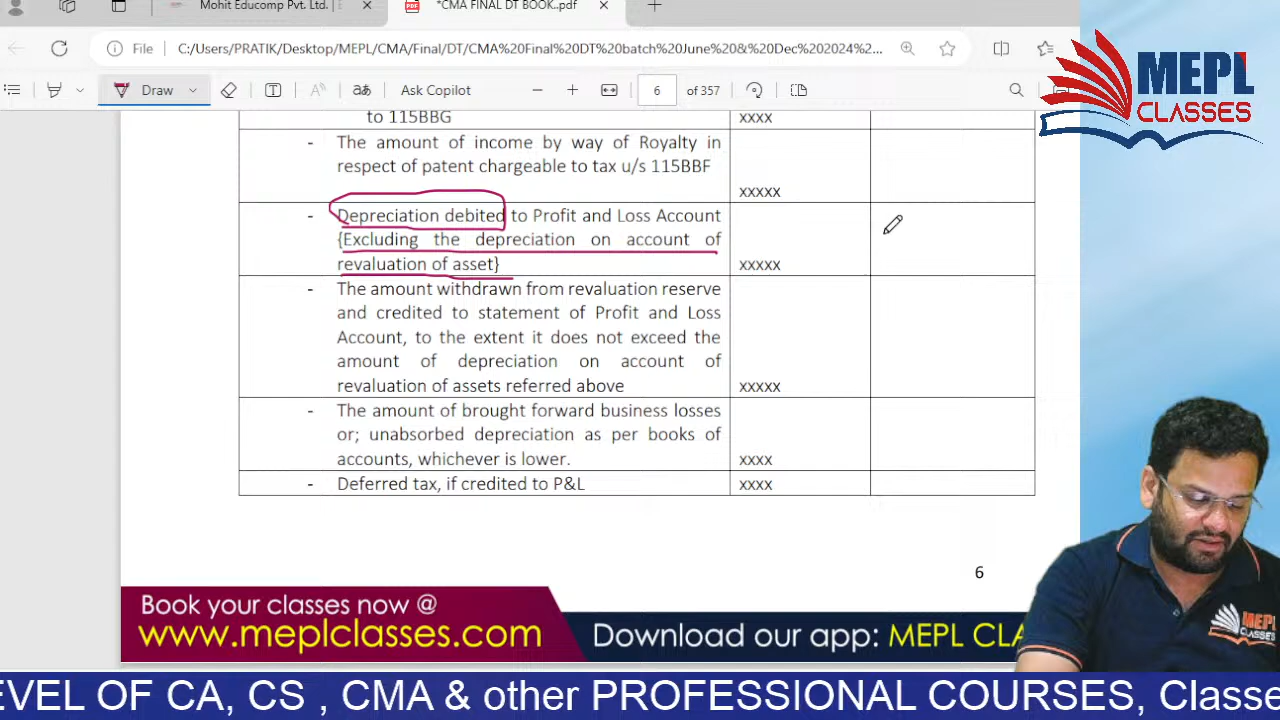 Mohit Educomp Pvt. Ltd. | E
*CMA FINAL DT BOOK..pdf
File
C:/Users/PRATIK/Desktop/MEPL/CMA/Final/DT/CMA%20Final%20DT%20batch%20June%20&%20Dec%202024%2...
Draw
Ask Copilot
6
of 357
MEPL
CLASSES
to 115BBG xxxx
- The amount of income by way of Royalty in
respect of patent chargeable to tax u/s 115BBF
xxxxx
- Depreciation debited to Profit and Loss Account
{Excluding the depreciation on account of
revaluation of asset} xxxxx
- The amount withdrawn from revaluation reserve
and credited to statement of Profit and Loss
Account, to the extent it does not exceed the
amount of depreciation on account of
revaluation of assets referred above xxxxx
- The amount of brought forward business losses
or; unabsorbed depreciation as per books of
accounts, whichever is lower. xxxx
- Deferred tax, if credited to P&L xxxx
6
Book your classes now @
www.meplclasses.com
Download our app: MEPL CLA
MEPL
CLASSES
EVEL OF CA, CS , CMA & other PROFESSIONAL COURSES, Classe